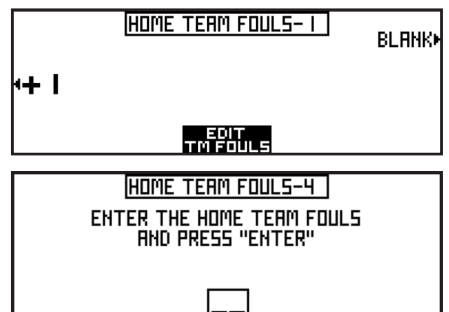 HOME TEAM FOULS-1
BLANK
+1
EDIT
TM FOULS
HOME TEAM FOULS-4
ENTER THE HOME TEAM FOULS
AND PRESS "ENTER"
--